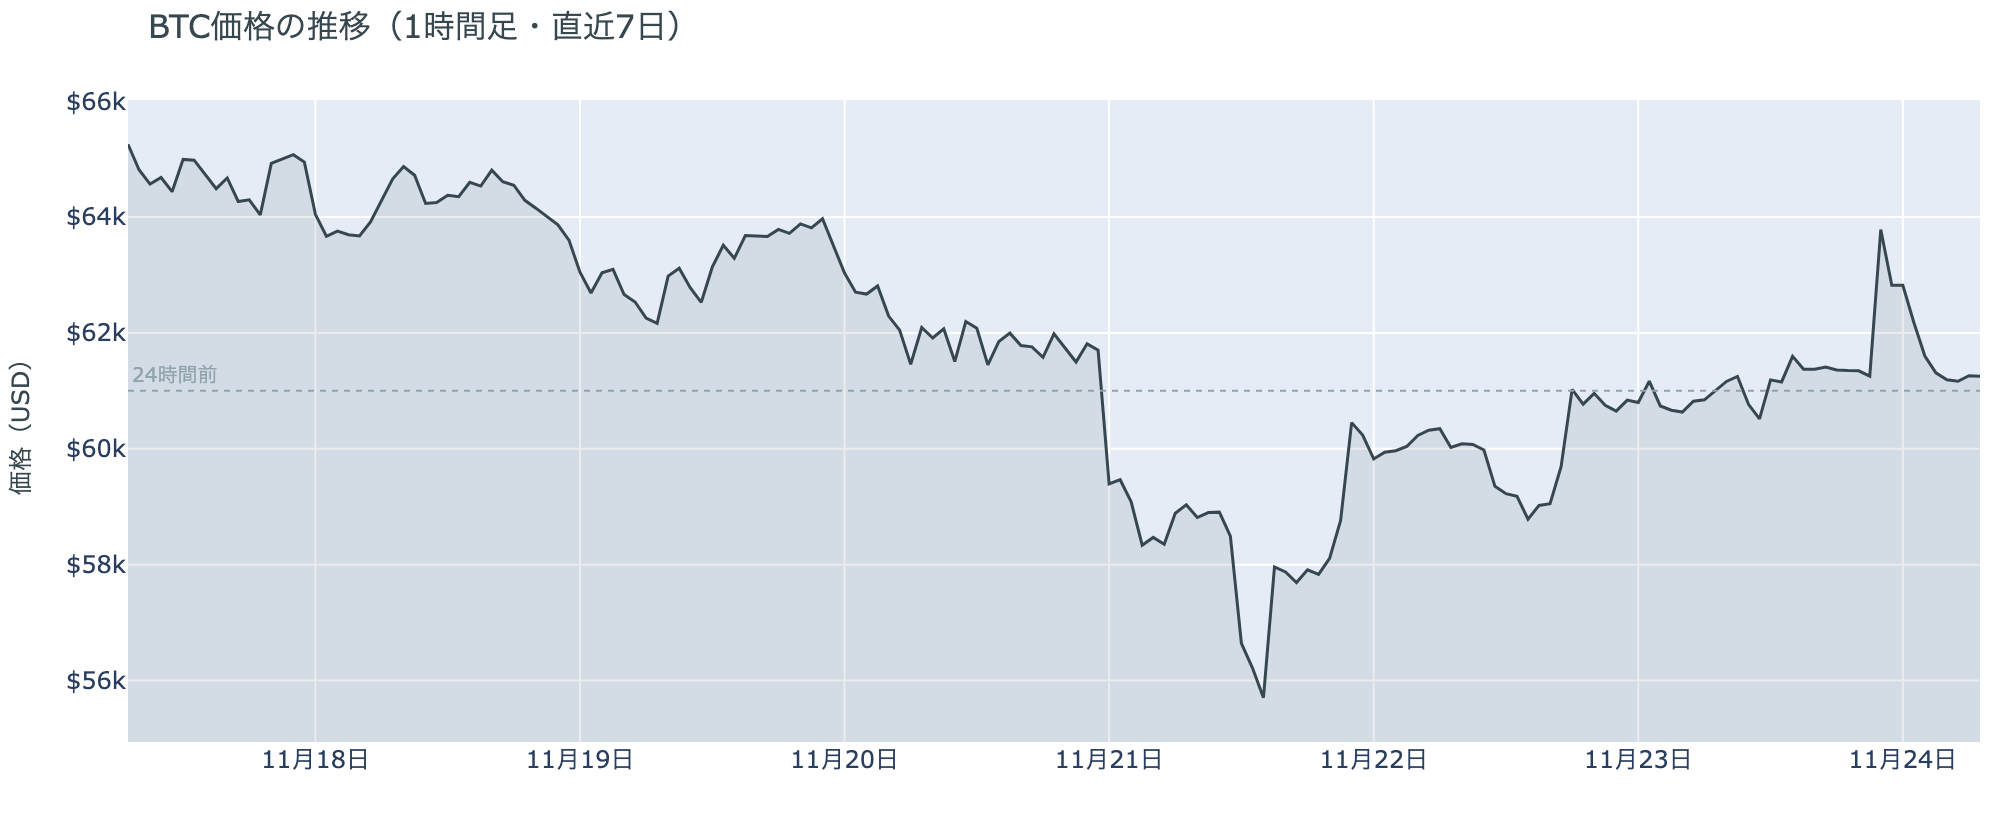 BTC価格の推移（1時間足・直近7日）
価格（USD）
$66k
$64k
$62k
24時間前
$60k
$58k
$56k
11月18日
11月19日
11月20日
11月21日
11月22日
11月23日
11月24日